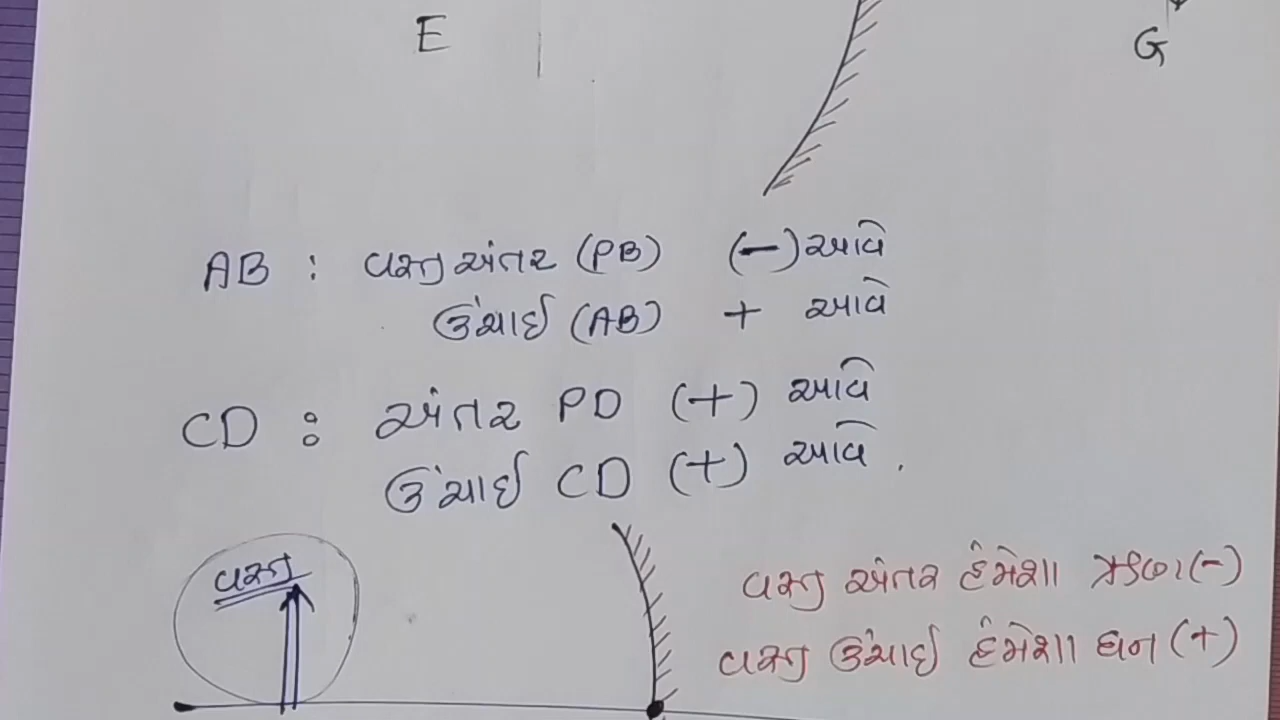 E
G
AB : વસ્તુ અંતર (PB) (−) આવે
ઉંચાઈ (AB) + આવે
CD : અંતર PD (+) આવે
ઉંચાઈ CD (+) આવે .
વસ્તુ
વસ્તુ અંતર હંમેશા ઋણ (-)
વસ્તુ ઉંચાઈ હંમેશા ધન (+)